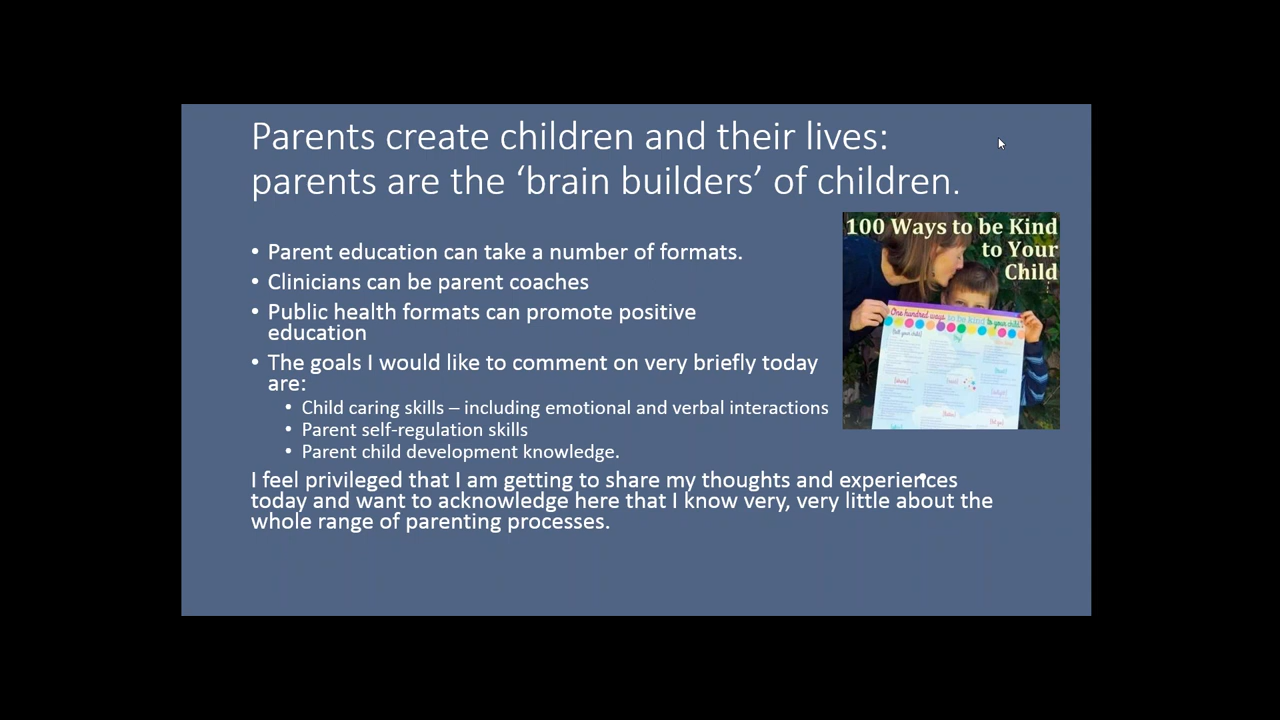 Parents create children and their lives:
parents are the ‘brain builders’ of children.
• Parent education can take a number of formats.
• Clinicians can be parent coaches
• Public health formats can promote positive
education
• The goals I would like to comment on very briefly today
are:
• Child caring skills – including emotional and verbal interactions
• Parent self-regulation skills
• Parent child development knowledge.
I feel privileged that I am getting to share my thoughts and experiences
today and want to acknowledge here that I know very, very little about the
whole range of parenting processes.
100 Ways to be Kind
to Your
Child
One hundred ways to be kind to your child